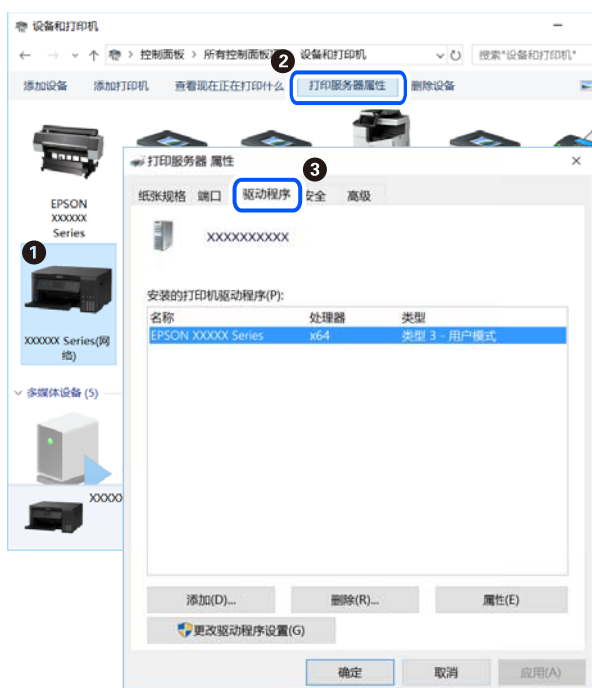 设备和打印机
控制面板 › 所有控制面板 设备和打印机
搜索"设备和打印机"
2
添加设备 添加打印机 查看现在正在打印什么 打印服务器属性 删除设备
EPSON
XXXXXX
Series
1
XXXXXX Series(网
络)
多媒体设备 (5)
XXXXX
打印服务器 属性
3
纸张规格 端口 驱动程序 安全 高级
XXXXXXXXXX
安装的打印机驱动程序(P):
名称 处理器 类型
EPSON XXXXX Series x64 类型 3 - 用户模式
添加(D)... 删除(R)... 属性(E)
更改驱动程序设置(G)
确定 取消 应用(A)